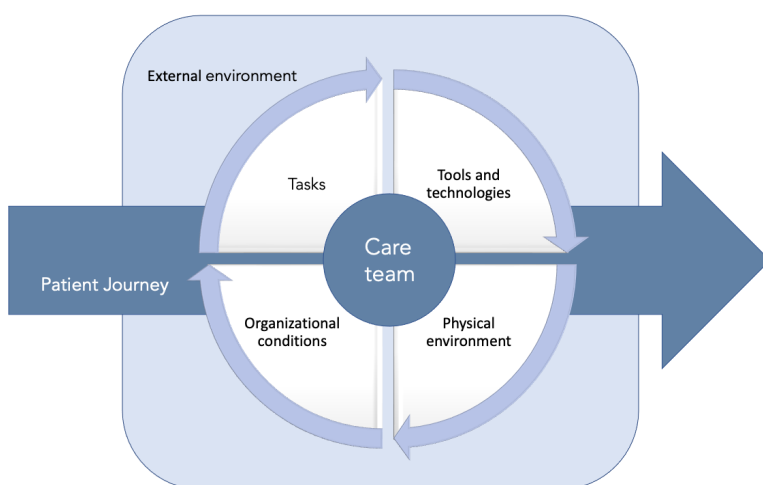 External environment
Tasks
Tools and
technologies
Care
team
Patient Journey
Organizational
conditions
Physical
environment